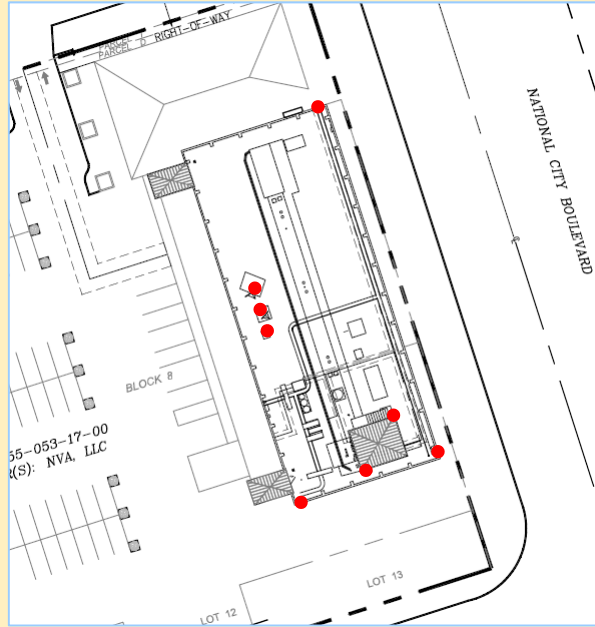 PARCEL D RIGHT-OF-WAY
NATIONAL CITY BOULEVARD
BLOCK 8
55-053-17-00
R(S): NVA, LLC
LOT 13
LOT 12